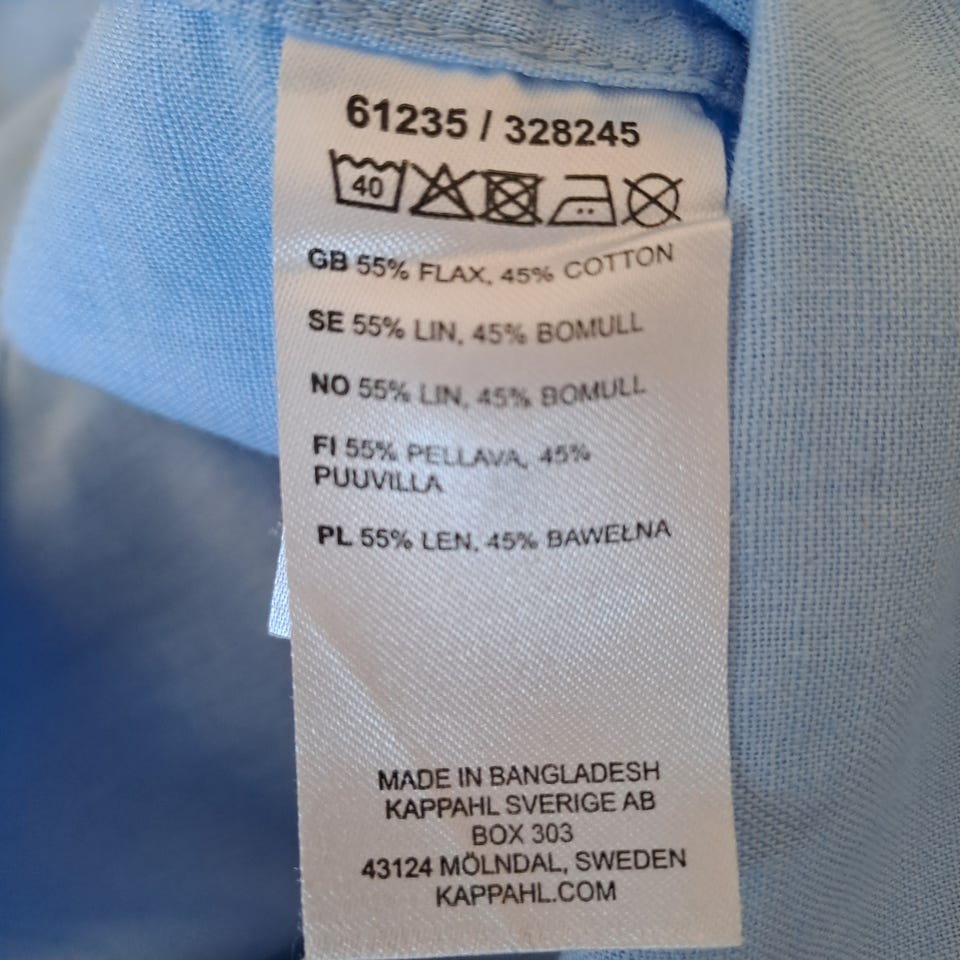 61235 / 328245
40
GB 55% FLAX, 45% COTTON
SE 55% LIN, 45% BOMULL
NO 55% LIN, 45% BOMULL
FI 55% PELLAVA, 45%
PUUVILLA
PL 55% LEN, 45% BAWEŁNA
MADE IN BANGLADESH
KAPPAHL SVERIGE AB
BOX 303
43124 MÖLNDAL, SWEDEN
KAPPAHL.COM